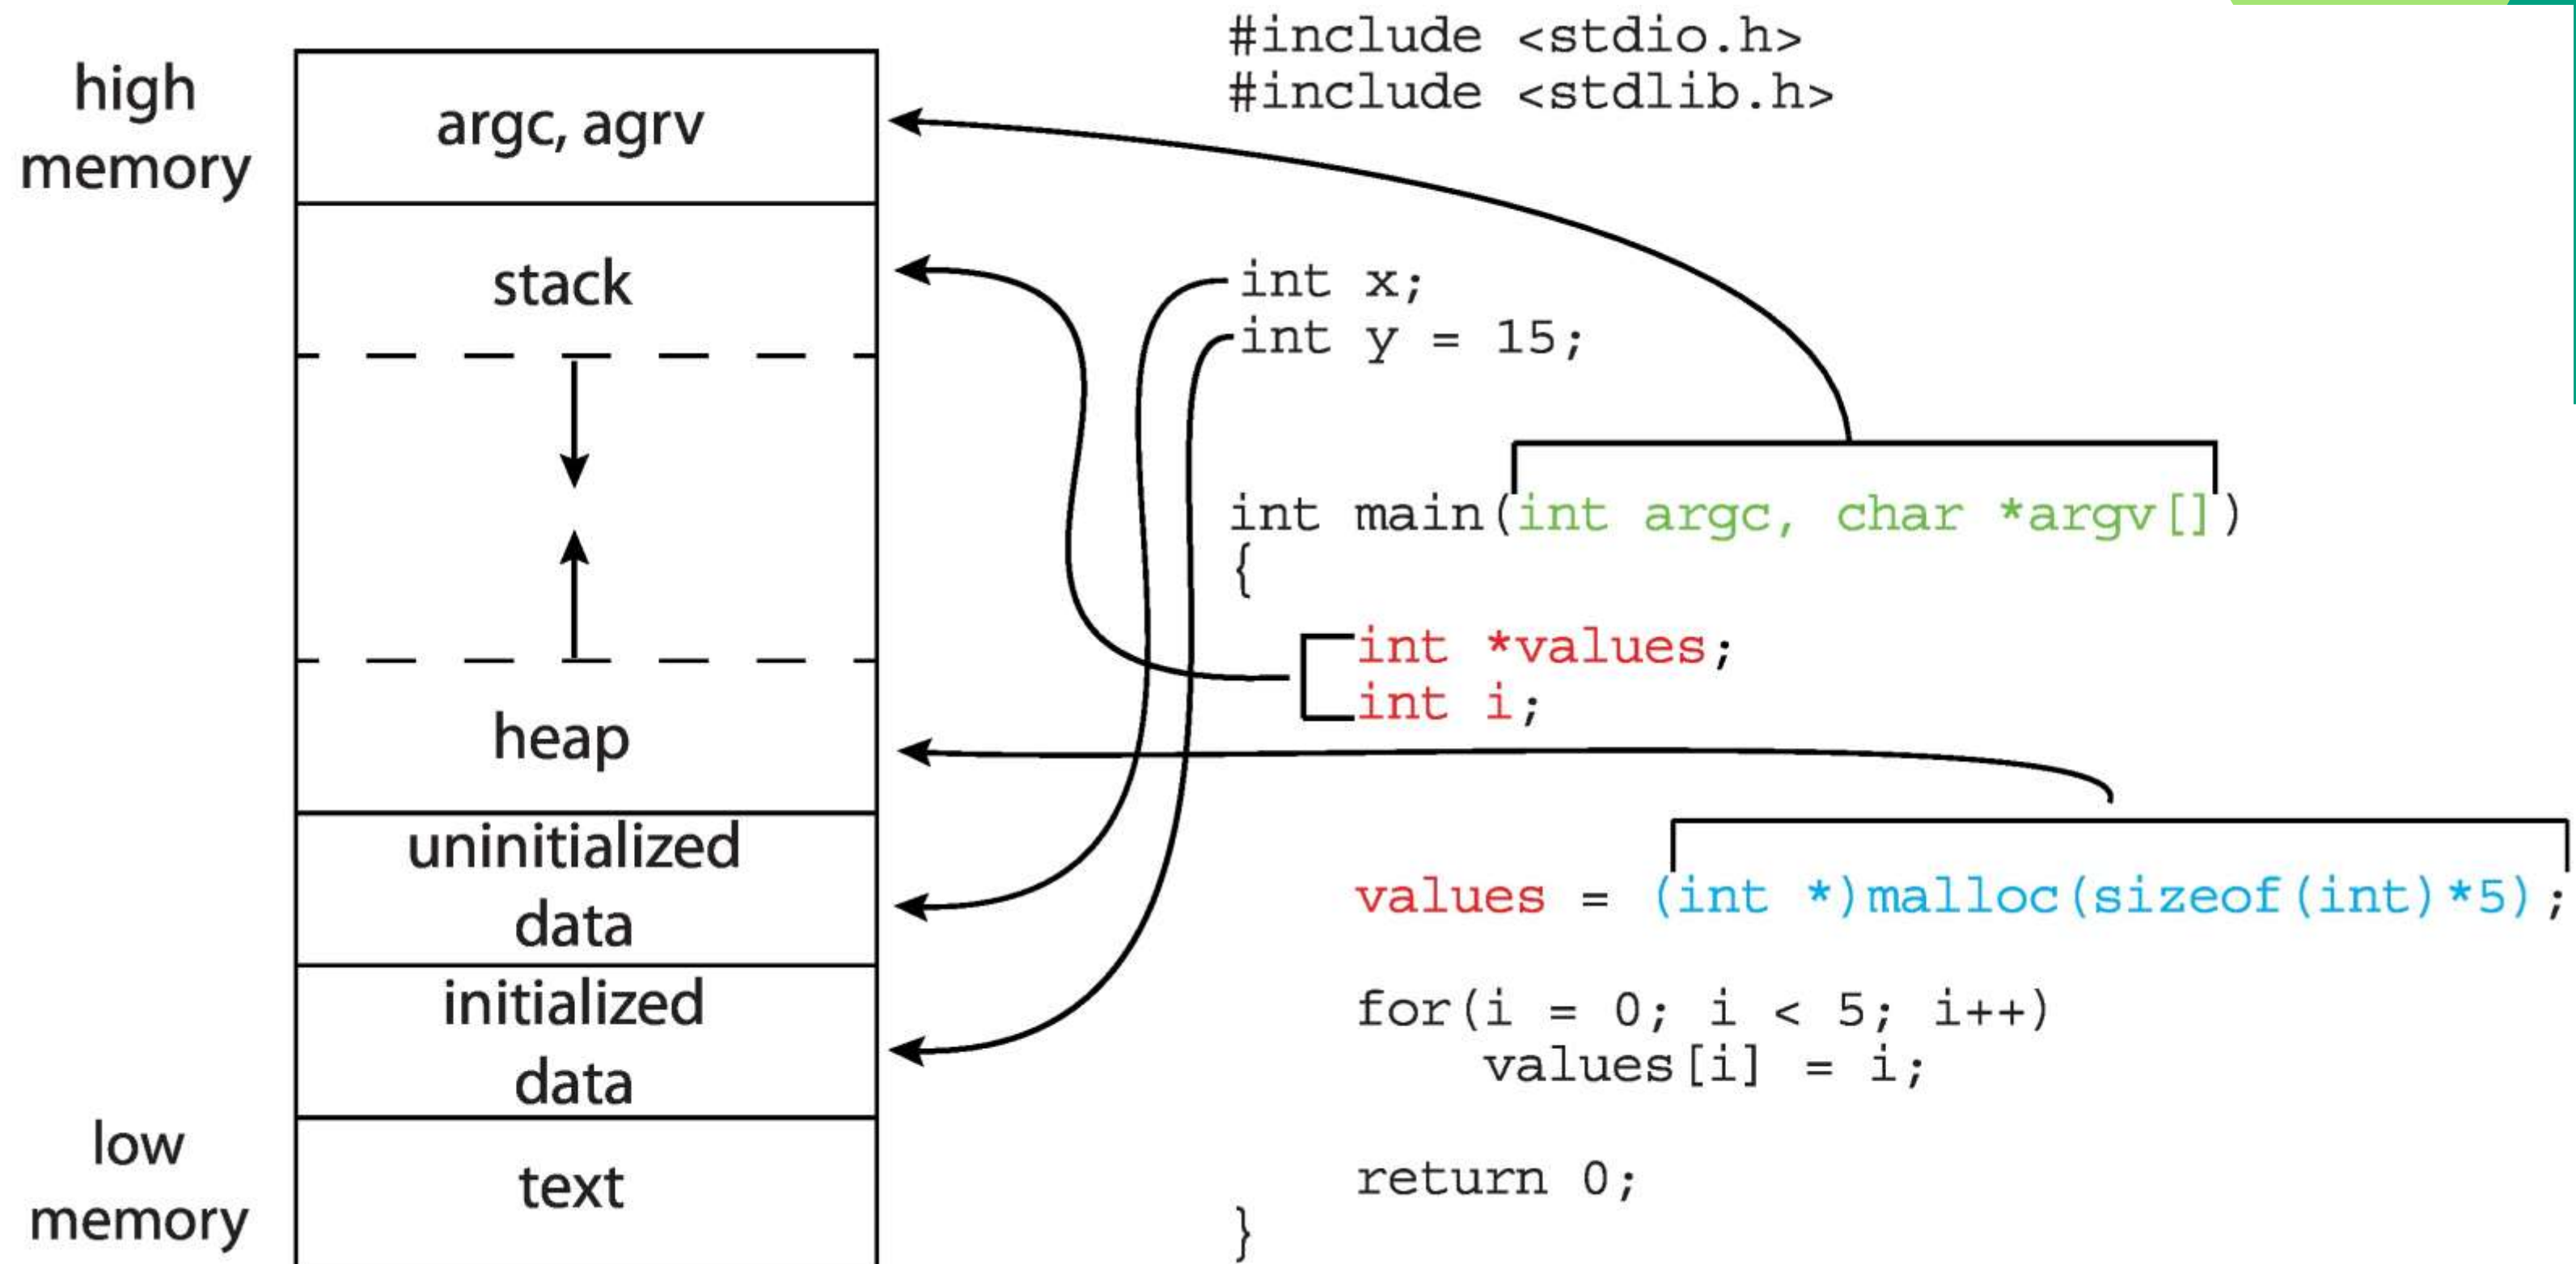 high
memory
argc, agrv
stack
heap
uninitialized
data
initialized
data
low
memory
text
#include <stdio.h>
#include <stdlib.h>
int x;
int y = 15;
int main(int argc, char *argv[])
{
int *values;
int i;
values = (int *)malloc(sizeof(int)*5);
for(i = 0; i < 5; i++)
values[i] = i;
return 0;
}